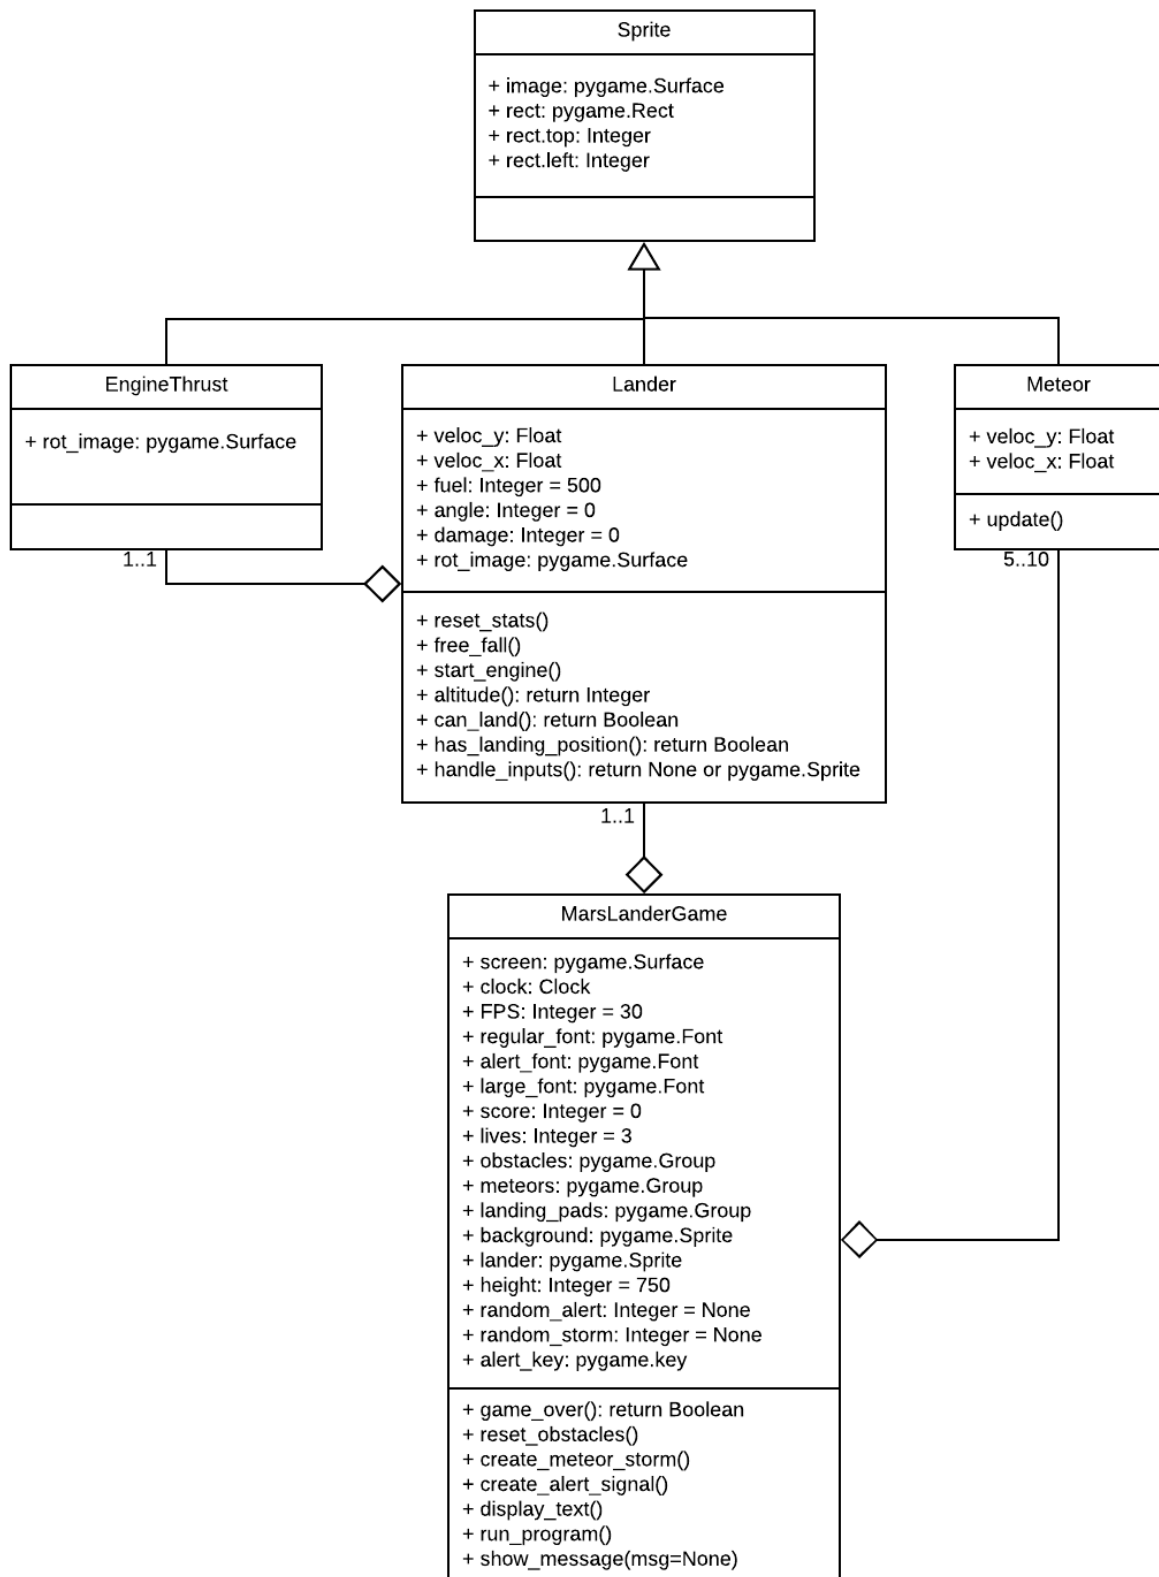 Sprite
+ image: pygame.Surface
+ rect: pygame.Rect
+ rect.top: Integer
+ rect.left: Integer
EngineThrust
+ rot_image: pygame.Surface
1..1
Lander
+ veloc_y: Float
+ veloc_x: Float
+ fuel: Integer = 500
+ angle: Integer = 0
+ damage: Integer = 0
+ rot_image: pygame.Surface
+ reset_stats()
+ free_fall()
+ start_engine()
+ altitude(): return Integer
+ can_land(): return Boolean
+ has_landing_position(): return Boolean
+ handle_inputs(): return None or pygame.Sprite
1..1
Meteor
+ veloc_y: Float
+ veloc_x: Float
+ update()
5..10
MarsLanderGame
+ screen: pygame.Surface
+ clock: Clock
+ FPS: Integer = 30
+ regular_font: pygame.Font
+ alert_font: pygame.Font
+ large_font: pygame.Font
+ score: Integer = 0
+ lives: Integer = 3
+ obstacles: pygame.Group
+ meteors: pygame.Group
+ landing_pads: pygame.Group
+ background: pygame.Sprite
+ lander: pygame.Sprite
+ height: Integer = 750
+ random_alert: Integer = None
+ random_storm: Integer = None
+ alert_key: pygame.key
+ game_over(): return Boolean
+ reset_obstacles()
+ create_meteor_storm()
+ create_alert_signal()
+ display_text()
+ run_program()
+ show_message(msg=None)